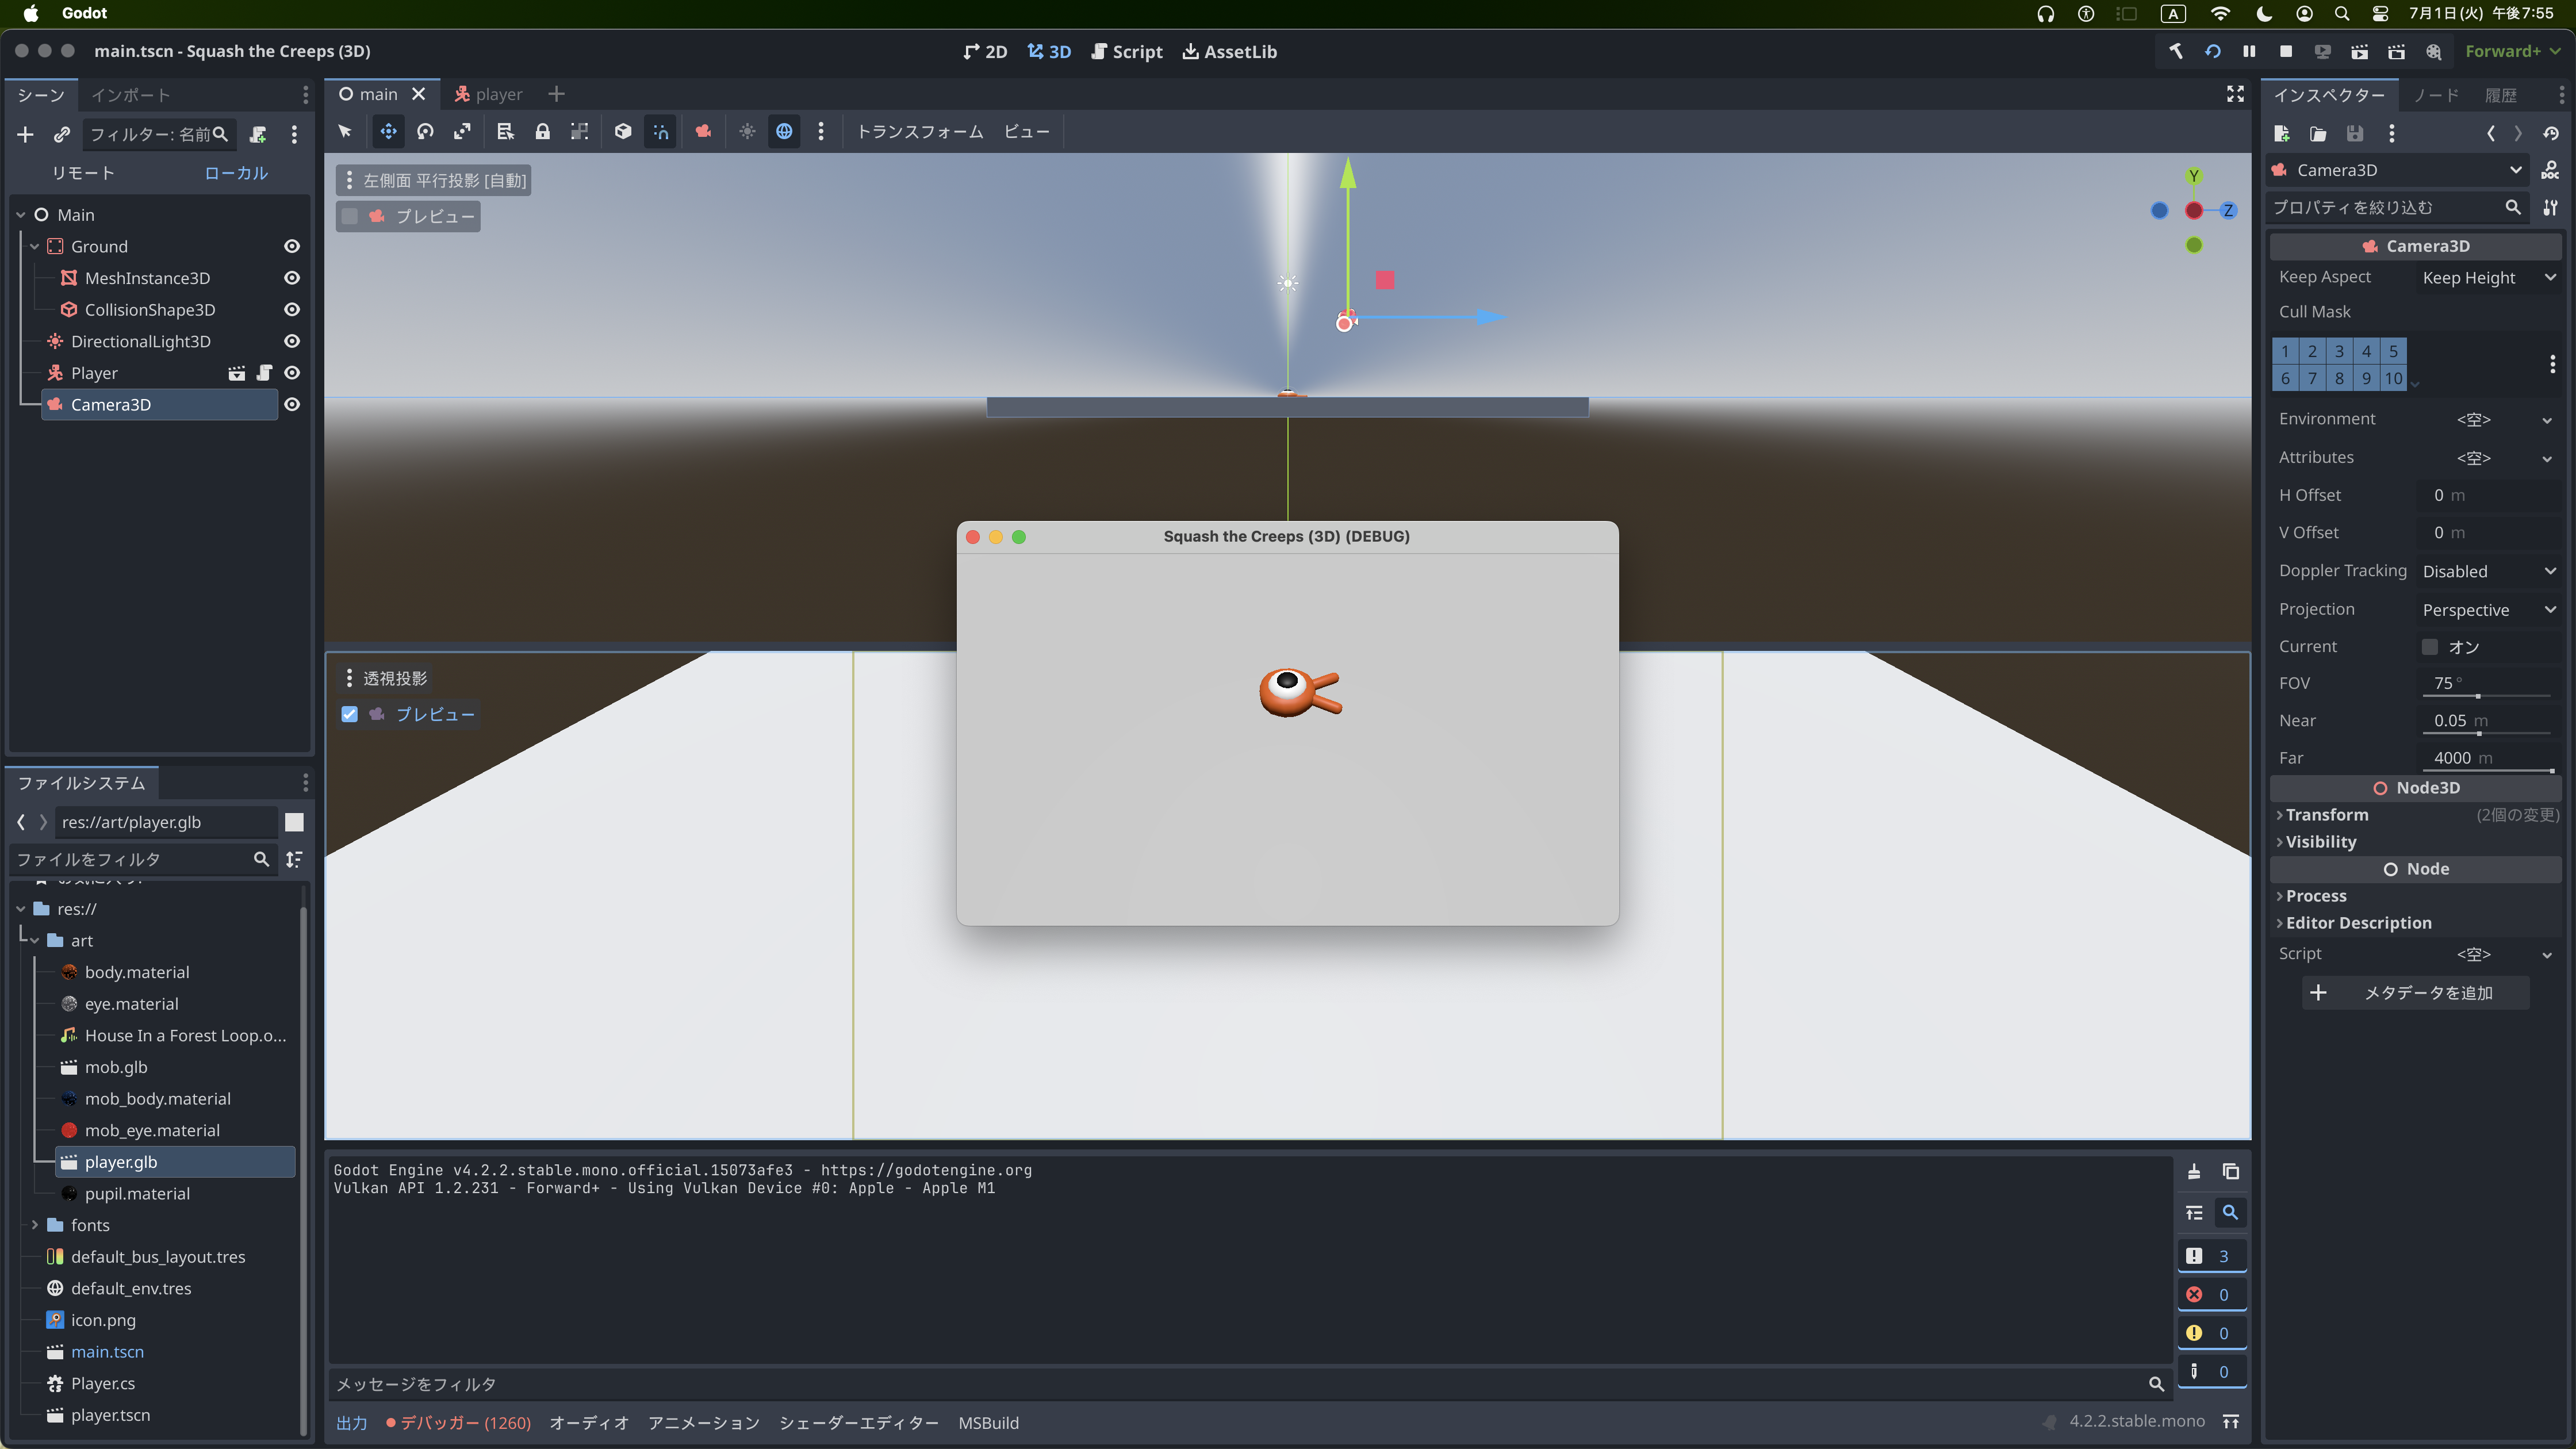 Godot
A
7月1日(火) 午後7:55
main.tscn - Squash the Creeps (3D)
2D
3D
Script
AssetLib
Forward+
シーン
インポート
フィルター: 名前
リモート
ローカル
Main
Ground
MeshInstance3D
CollisionShape3D
DirectionalLight3D
Player
Camera3D
ファイルシステム
res://art/player.glb
ファイルをフィルタ
res://
art
body.material
eye.material
House In a Forest Loop.o...
mob.glb
mob_body.material
mob_eye.material
player.glb
pupil.material
fonts
default_bus_layout.tres
default_env.tres
icon.png
main.tscn
Player.cs
player.tscn
main
player
トランスフォーム
ビュー
左側面 平行投影 [自動]
プレビュー
Y
Z
Squash the Creeps (3D) (DEBUG)
透視投影
プレビュー
Godot Engine v4.2.2.stable.mono.official.15073afe3 - https://godotengine.org
Vulkan API 1.2.231 - Forward+ - Using Vulkan Device #0: Apple - Apple M1
3
0
0
0
メッセージをフィルタ
出力
デバッガー (1260)
オーディオ
アニメーション
シェーダーエディター
MSBuild
4.2.2.stable.mono
インスペクター
ノード
履歴
Camera3D
DOC
プロパティを絞り込む
Camera3D
Keep Aspect Keep Height
Cull Mask
1 2 3 4 5
6 7 8 9 10
Environment <空>
Attributes <空>
H Offset 0 m
V Offset 0 m
Doppler Tracking Disabled
Projection Perspective
Current オン
FOV 75 °
Near 0.05 m
Far 4000 m
Node3D
Transform (2個の変更)
Visibility
Node
Process
Editor Description
Script <空>
メタデータを追加